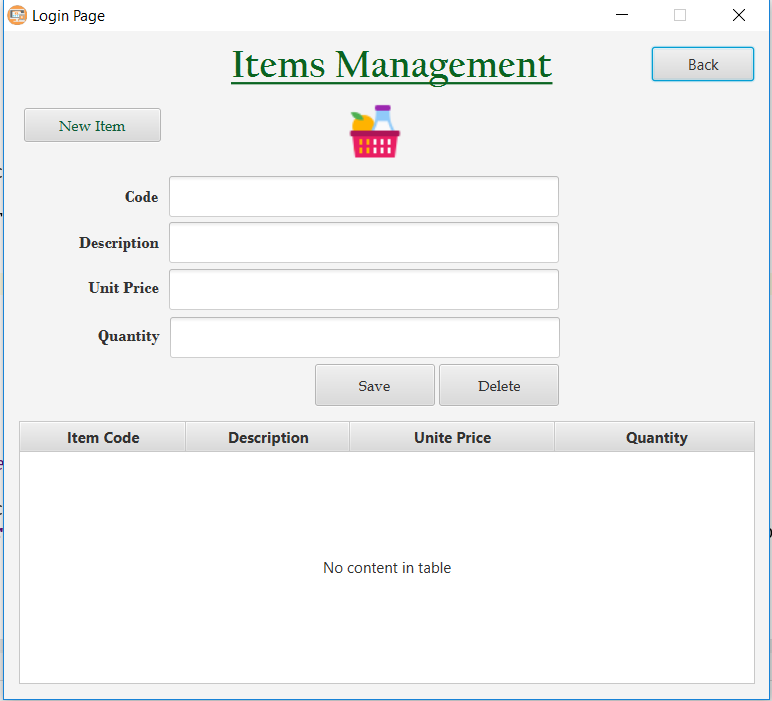 Login Page
Items Management
Back
New Item
Code
Description
Unit Price
Quantity
Save Delete
Item Code Description Unite Price Quantity
No content in table